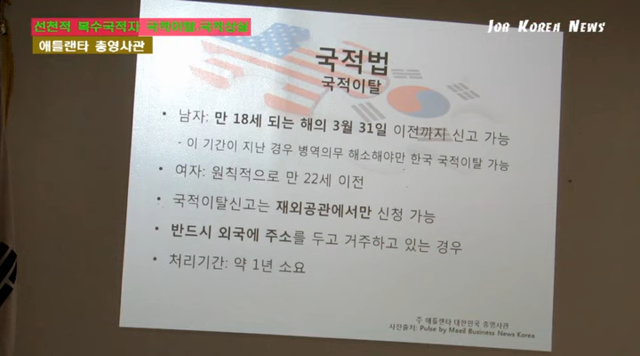 선천적 복수국적자 국적이탈 국적상실
애틀랜타 총영사관
JOB KOREA NEWS
국적법
국적이탈
• 남자: 만 18세 되는 해의 3월 31일 이전까지 신고 가능
- 이 기간이 지난 경우 병역의무 해소해야만 한국 국적이탈 가능
• 여자: 원칙적으로 만 22세 이전
• 국적이탈신고는 재외공관에서만 신청 가능
• 반드시 외국에 주소를 두고 거주하고 있는 경우
• 처리기간: 약 1년 소요
주 애틀랜타 대한민국 총영사관
사진출처: Pulse by Maeil Business News Korea